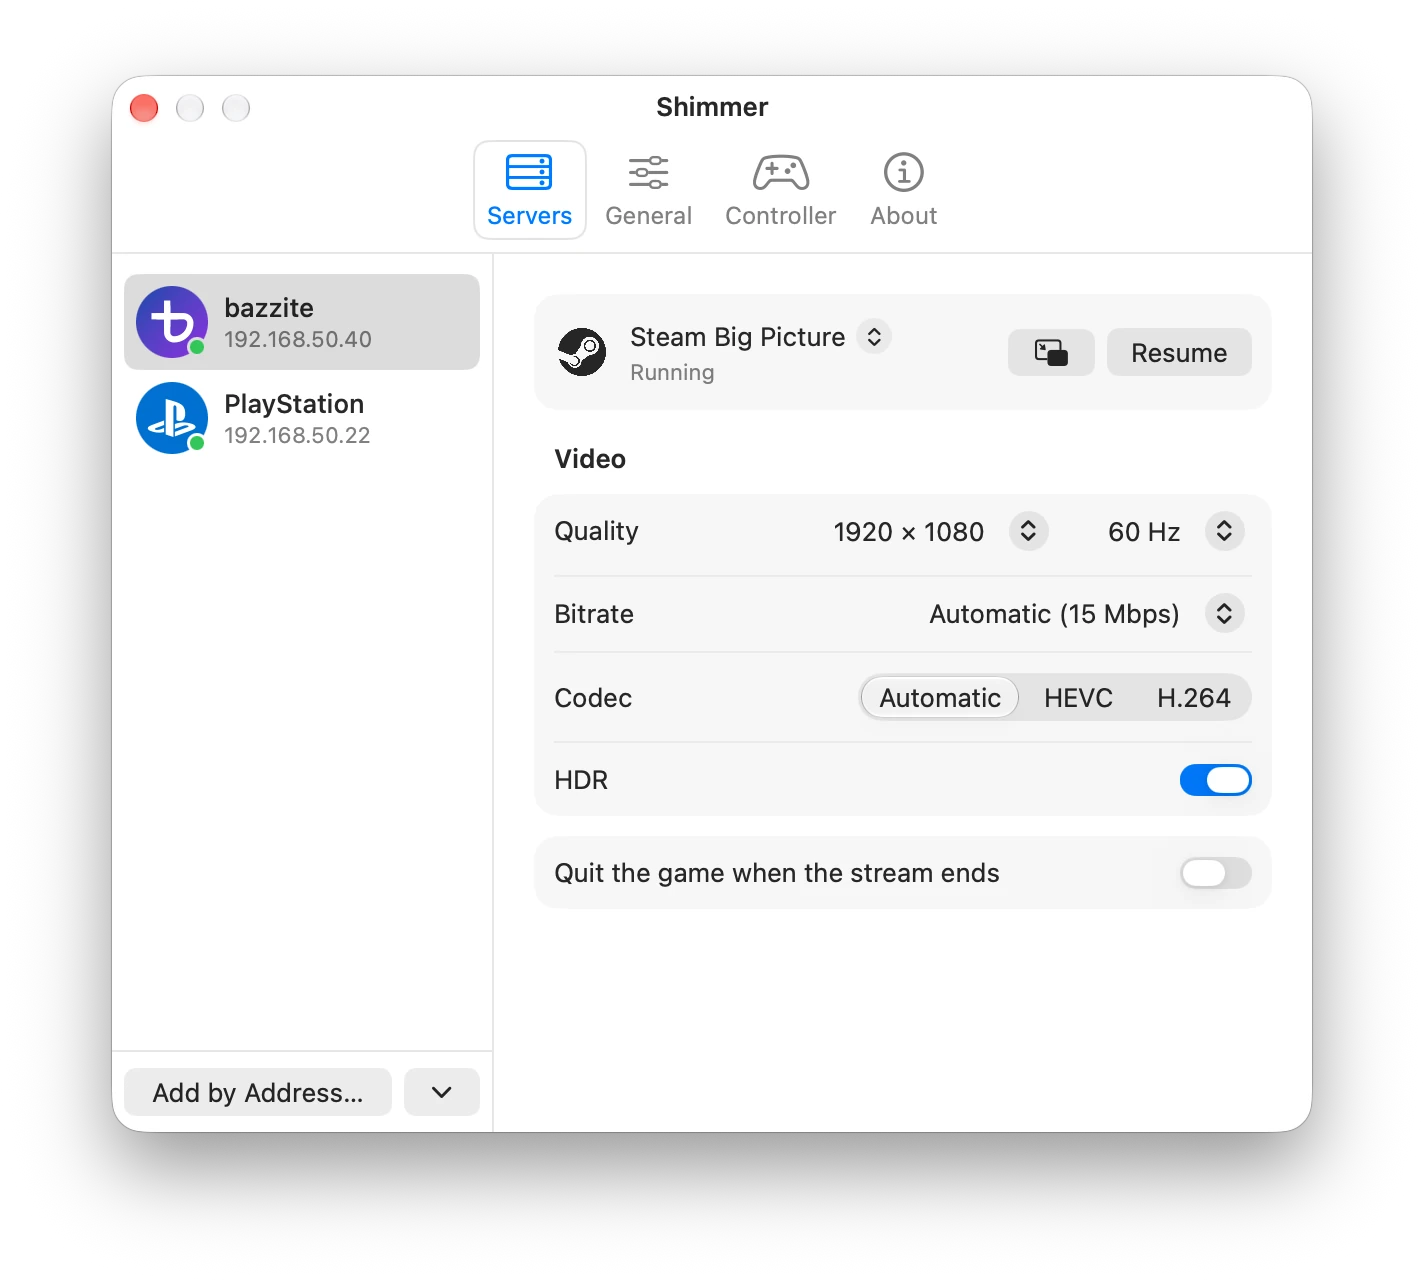 Shimmer
Servers
General
Controller
About
bazzite
192.168.50.40
PlayStation
192.168.50.22
Add by Address...
Steam Big Picture
Running
Resume
Video
Quality 1920 × 1080 60 Hz
Bitrate Automatic (15 Mbps)
Codec Automatic HEVC H.264
HDR
Quit the game when the stream ends